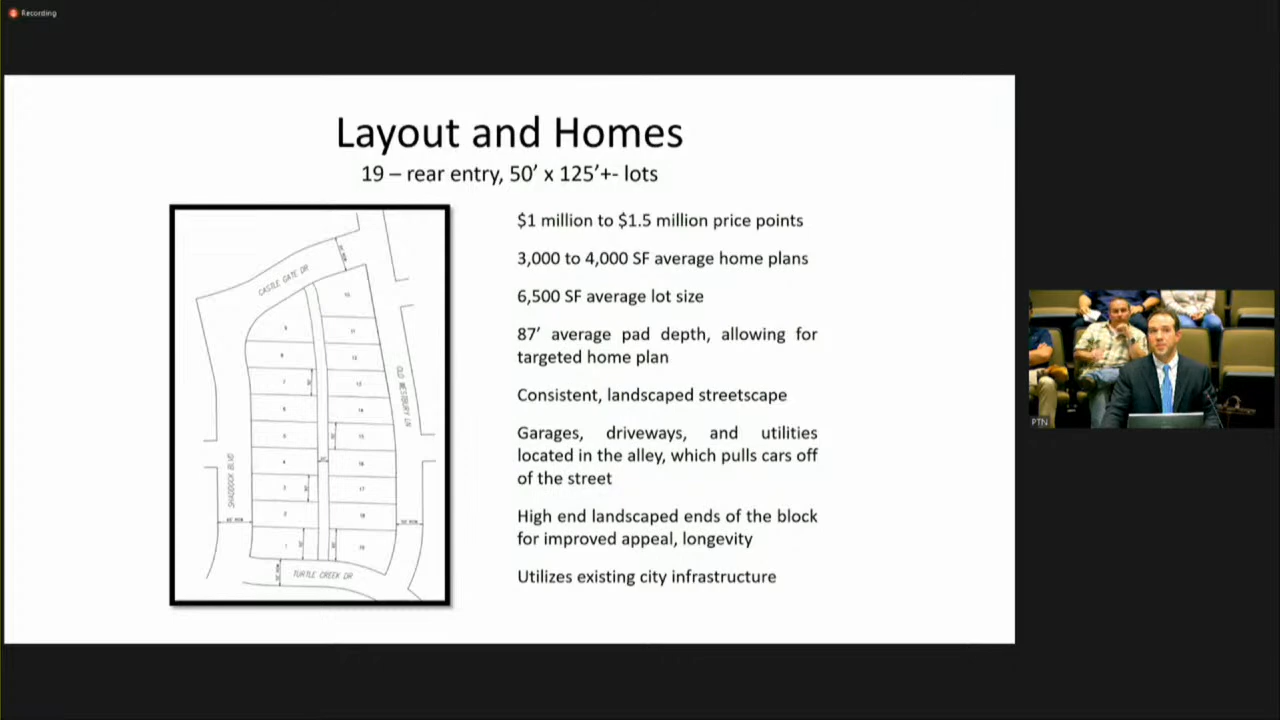 Recording
Layout and Homes
19 – rear entry, 50’ x 125’+- lots
$1 million to $1.5 million price points
3,000 to 4,000 SF average home plans
6,500 SF average lot size
87’ average pad depth, allowing for
targeted home plan
Consistent, landscaped streetscape
Garages, driveways, and utilities
located in the alley, which pulls cars off
of the street
High end landscaped ends of the block
for improved appeal, longevity
Utilizes existing city infrastructure
CASTLE GATE DR
OLD WESTBURY LN
SHADDOCK BLVD
TURTLE CREEK DR
PTN